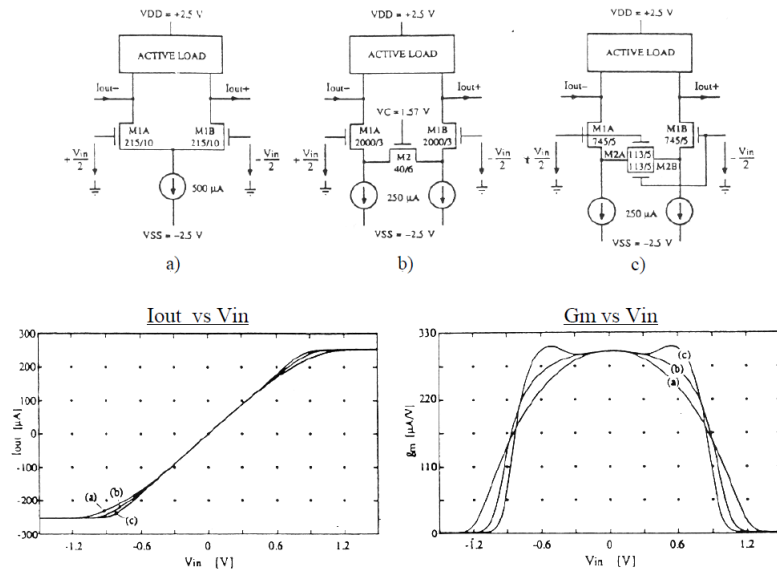 VDD = +2.5 V
ACTIVE LOAD
Iout−
Iout+
M1A
215/10
M1B
215/10
+Vin/2
−Vin/2
500 µA
VSS = −2.5 V
a)
VDD = +2.5 V
ACTIVE LOAD
Iout−
Iout+
VC = 1.57 V
M1A
2000/3
M1B
2000/3
M2
40/6
+Vin/2
−Vin/2
250 µA
VSS = −2.5 V
b)
VDD = +2.5 V
ACTIVE LOAD
Iout−
Iout+
M1A
745/5
M1B
745/5
113/5
M2A
113/5
M2B
+Vin/2
−Vin/2
250 µA
VSS = −2.5 V
c)
Iout vs Vin
300
200
100
0
-100
-200
-300
Iout [µA]
(a)
(b)
(c)
-1.2
-0.6
0
0.6
1.2
Vin [V]
Gm vs Vin
330
220
110
0
gm [µA/V]
(c)
(b)
(a)
-1.2
-0.6
0
0.6
1.2
Vin [V]